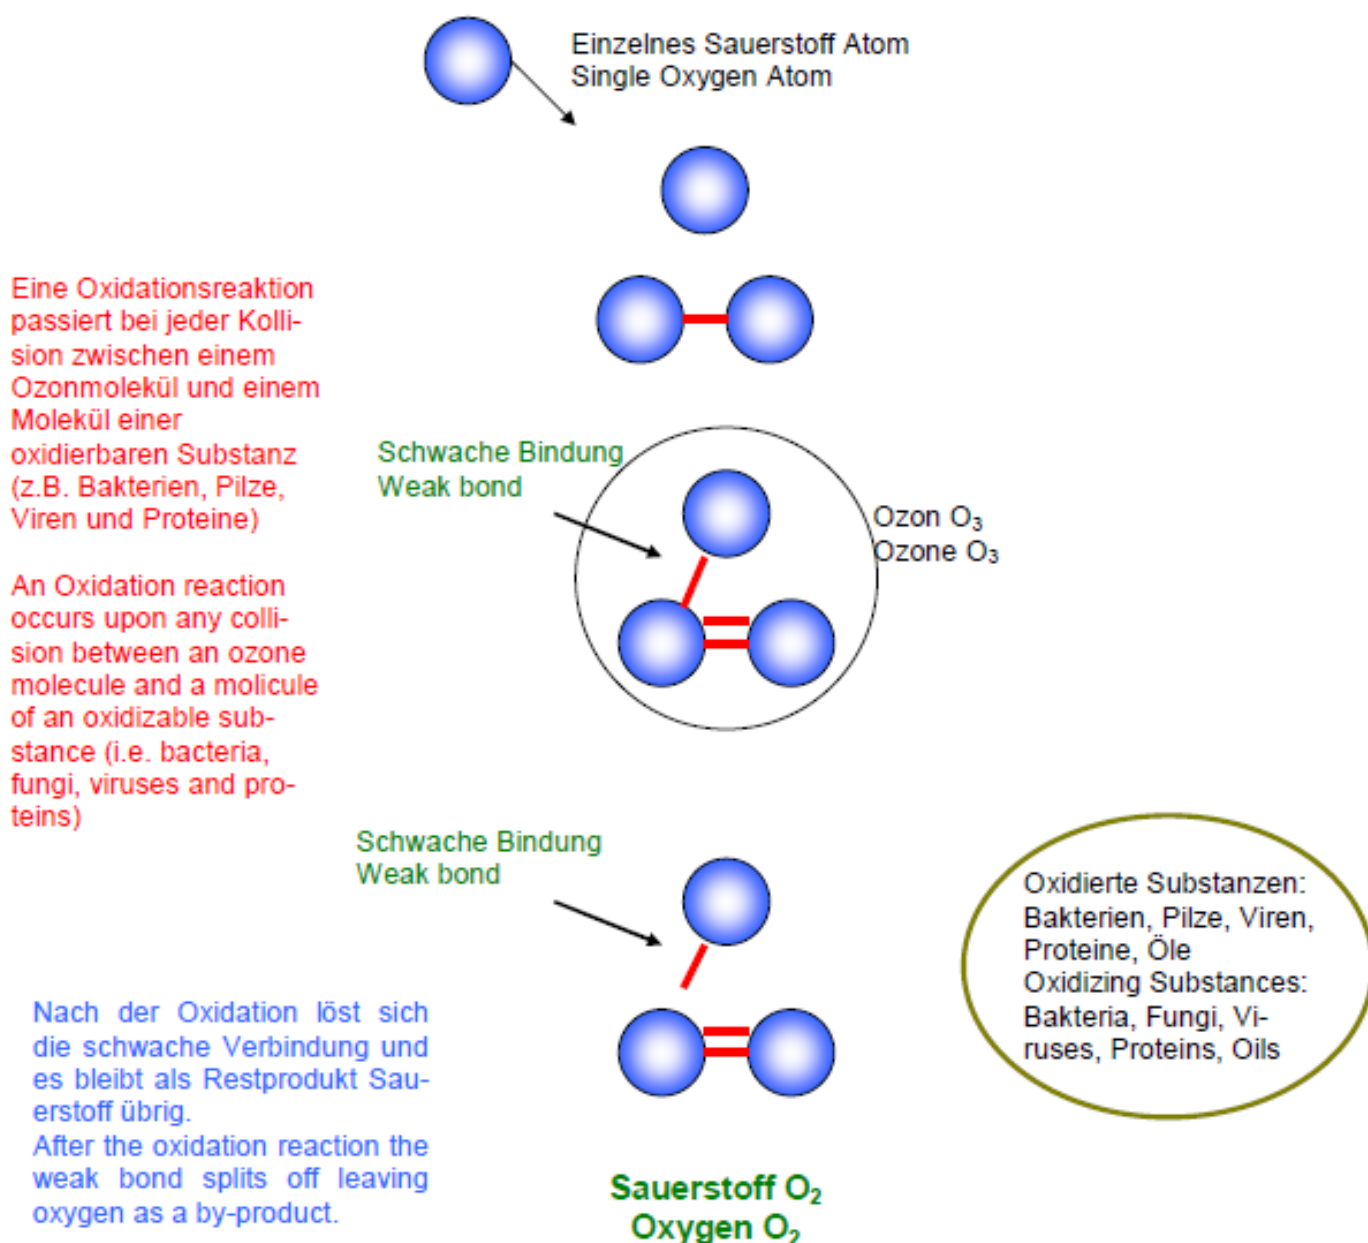 Einzelnes Sauerstoff Atom
Single Oxygen Atom
Eine Oxidationsreaktion
passiert bei jeder Kolli-
sion zwischen einem
Ozonmolekül und einem
Molekül einer
oxidierbaren Substanz
(z.B. Bakterien, Pilze,
Viren und Proteine)
An Oxidation reaction
occurs upon any colli-
sion between an ozone
molecule and a molicule
of an oxidizable sub-
stance (i.e. bacteria,
fungi, viruses and pro-
teins)
Schwache Bindung
Weak bond
Ozon O₃
Ozone O₃
Schwache Bindung
Weak bond
Oxidierte Substanzen:
Bakterien, Pilze, Viren,
Proteine, Öle
Oxidizing Substances:
Bakteria, Fungi, Vi-
ruses, Proteins, Oils
Nach der Oxidation löst sich
die schwache Verbindung und
es bleibt als Restprodukt Sau-
erstoff übrig.
After the oxidation reaction the
weak bond splits off leaving
oxygen as a by-product.
Sauerstoff O₂
Oxygen O₂